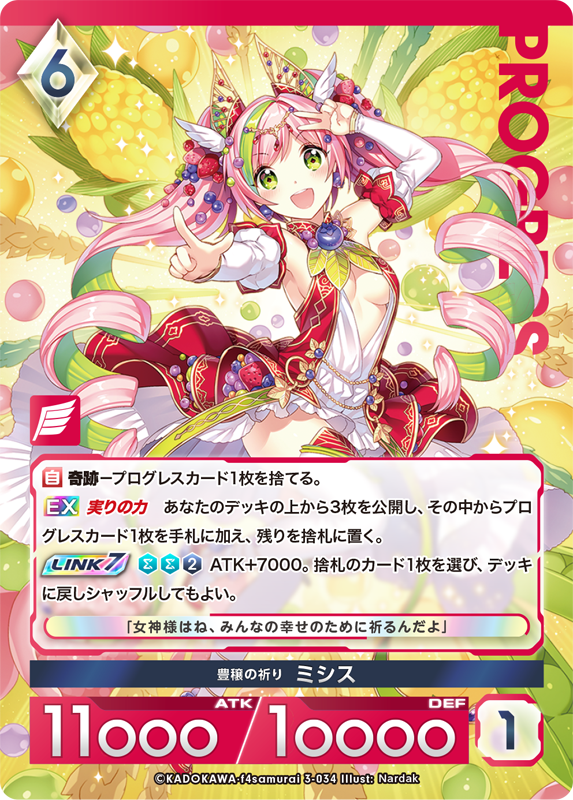 6
PROGRESS
自 奇跡－プログレスカード1枚を捨てる。
EX 実りの力 あなたのデッキの上から3枚を公開し、その中からプロ
グレスカード1枚を手札に加え、残りを捨札に置く。
LINK 7 Σ Σ 2 ATK+7000。捨札のカード1枚を選び、デッキ
に戻しシャッフルしてもよい。
「女神様はね、みんなの幸せのために祈るんだよ」
豊穣の祈り ミシス
ATK DEF
11000 10000 1
©KADOKAWA-f4samurai 3-034 Illust: Nardak